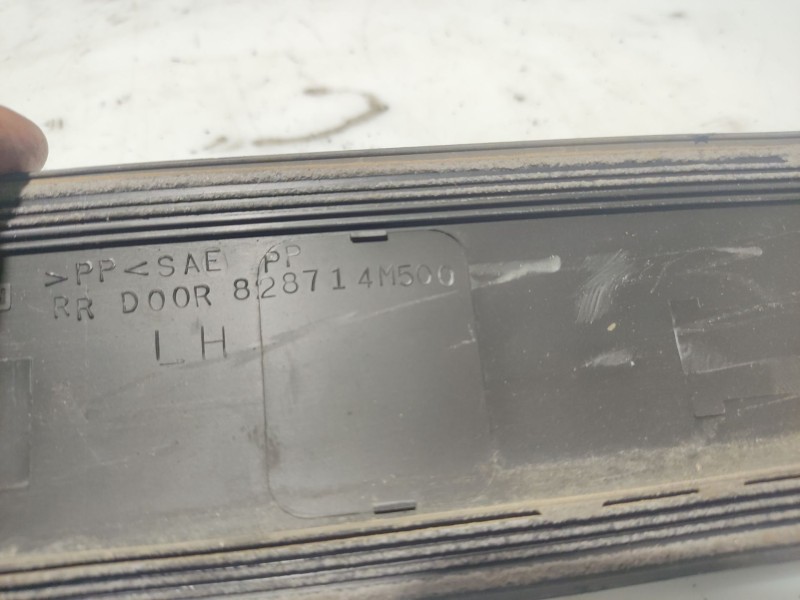 >PP< SAE PP
RR DOOR 828714M500
LH